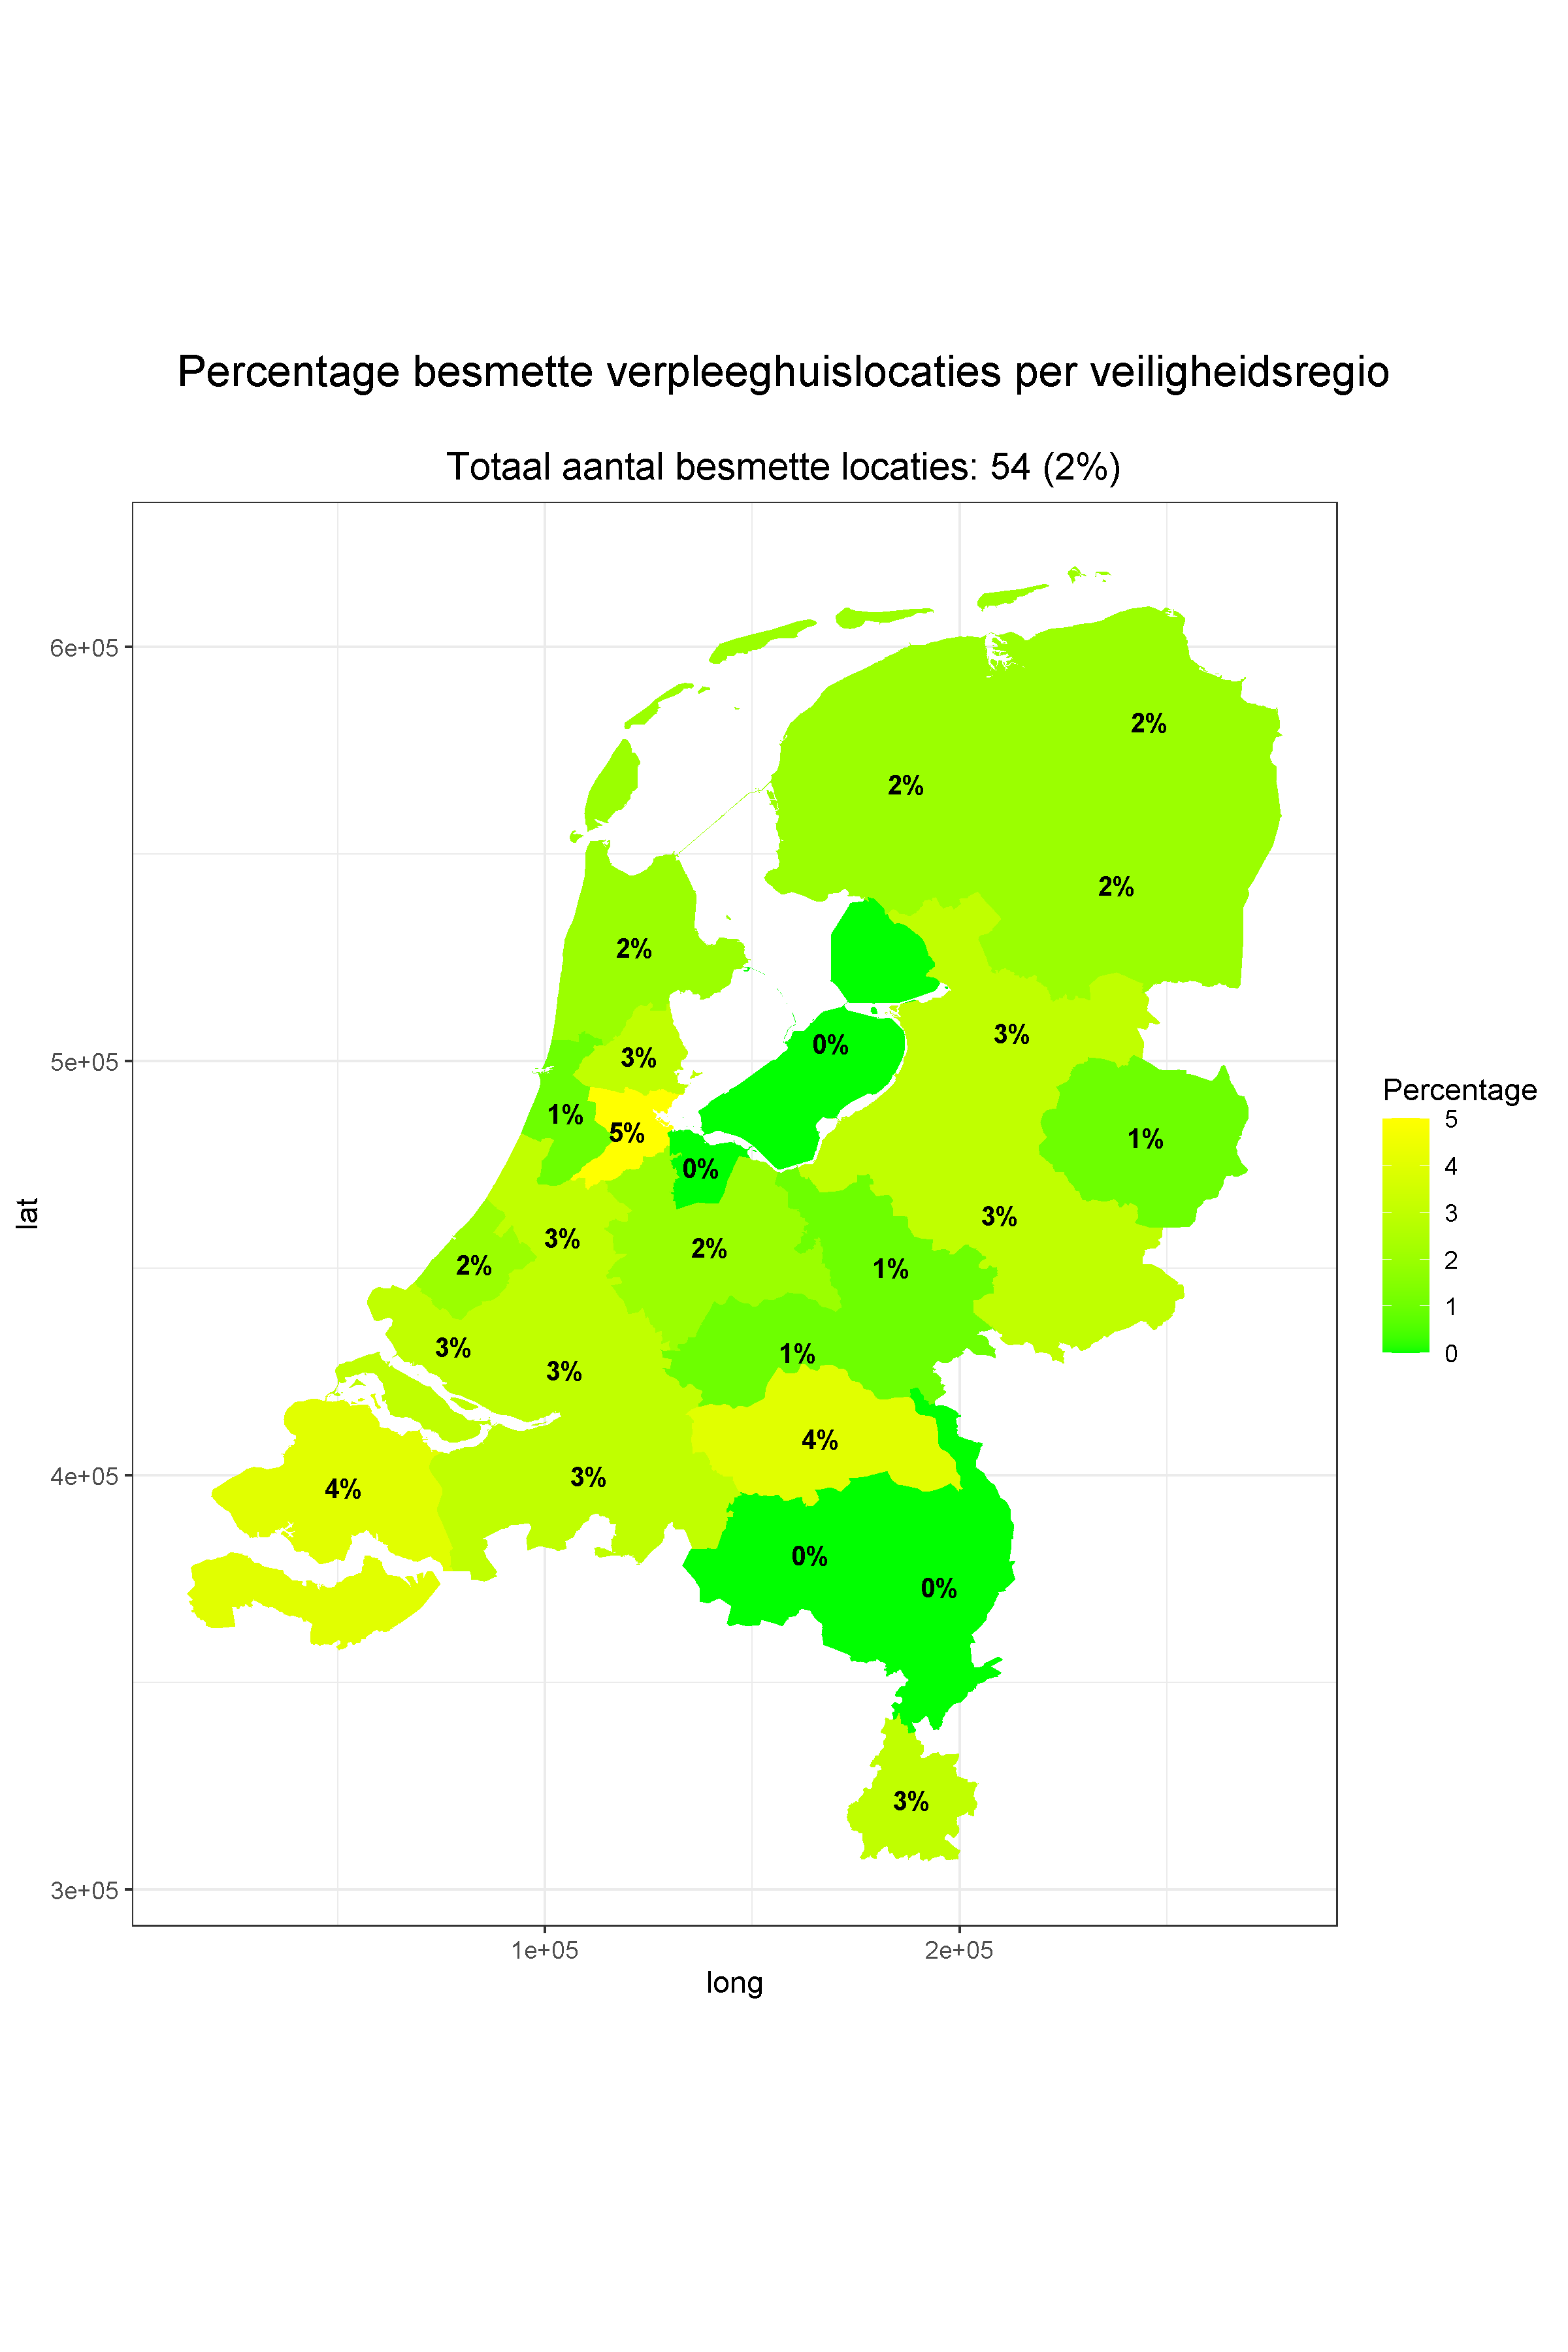 Percentage besmette verpleeghuislocaties per veiligheidsregio
Totaal aantal besmette locaties: 54 (2%)
6e+05
5e+05
4e+05
3e+05
lat
2%
2%
2%
2%
3%
0%
3%
1%
5%
1%
0%
3%
3%
2%
2%
1%
3%
1%
3%
4%
3%
4%
0%
0%
3%
1e+05
2e+05
long
Percentage
5
4
3
2
1
0